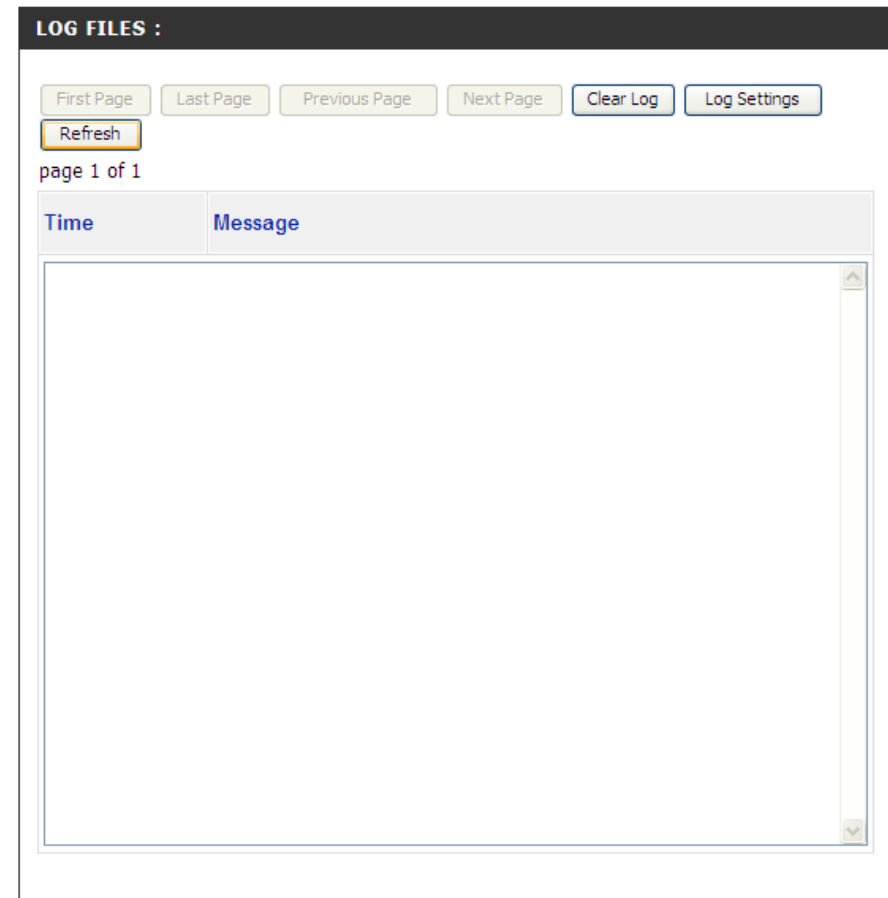 LOG FILES :
First Page Last Page Previous Page Next Page Clear Log Log Settings
Refresh
page 1 of 1
Time Message